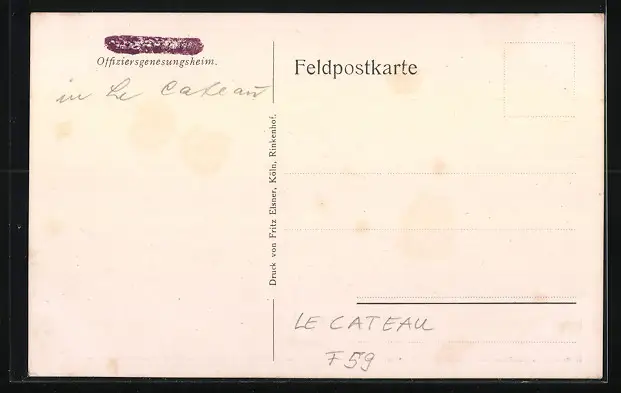 Offiziersgenesungsheim.
in Le Cateau
Druck von Fritz Elsner, Köln, Rinkenhof.
Feldpostkarte
LE CATEAU
F59